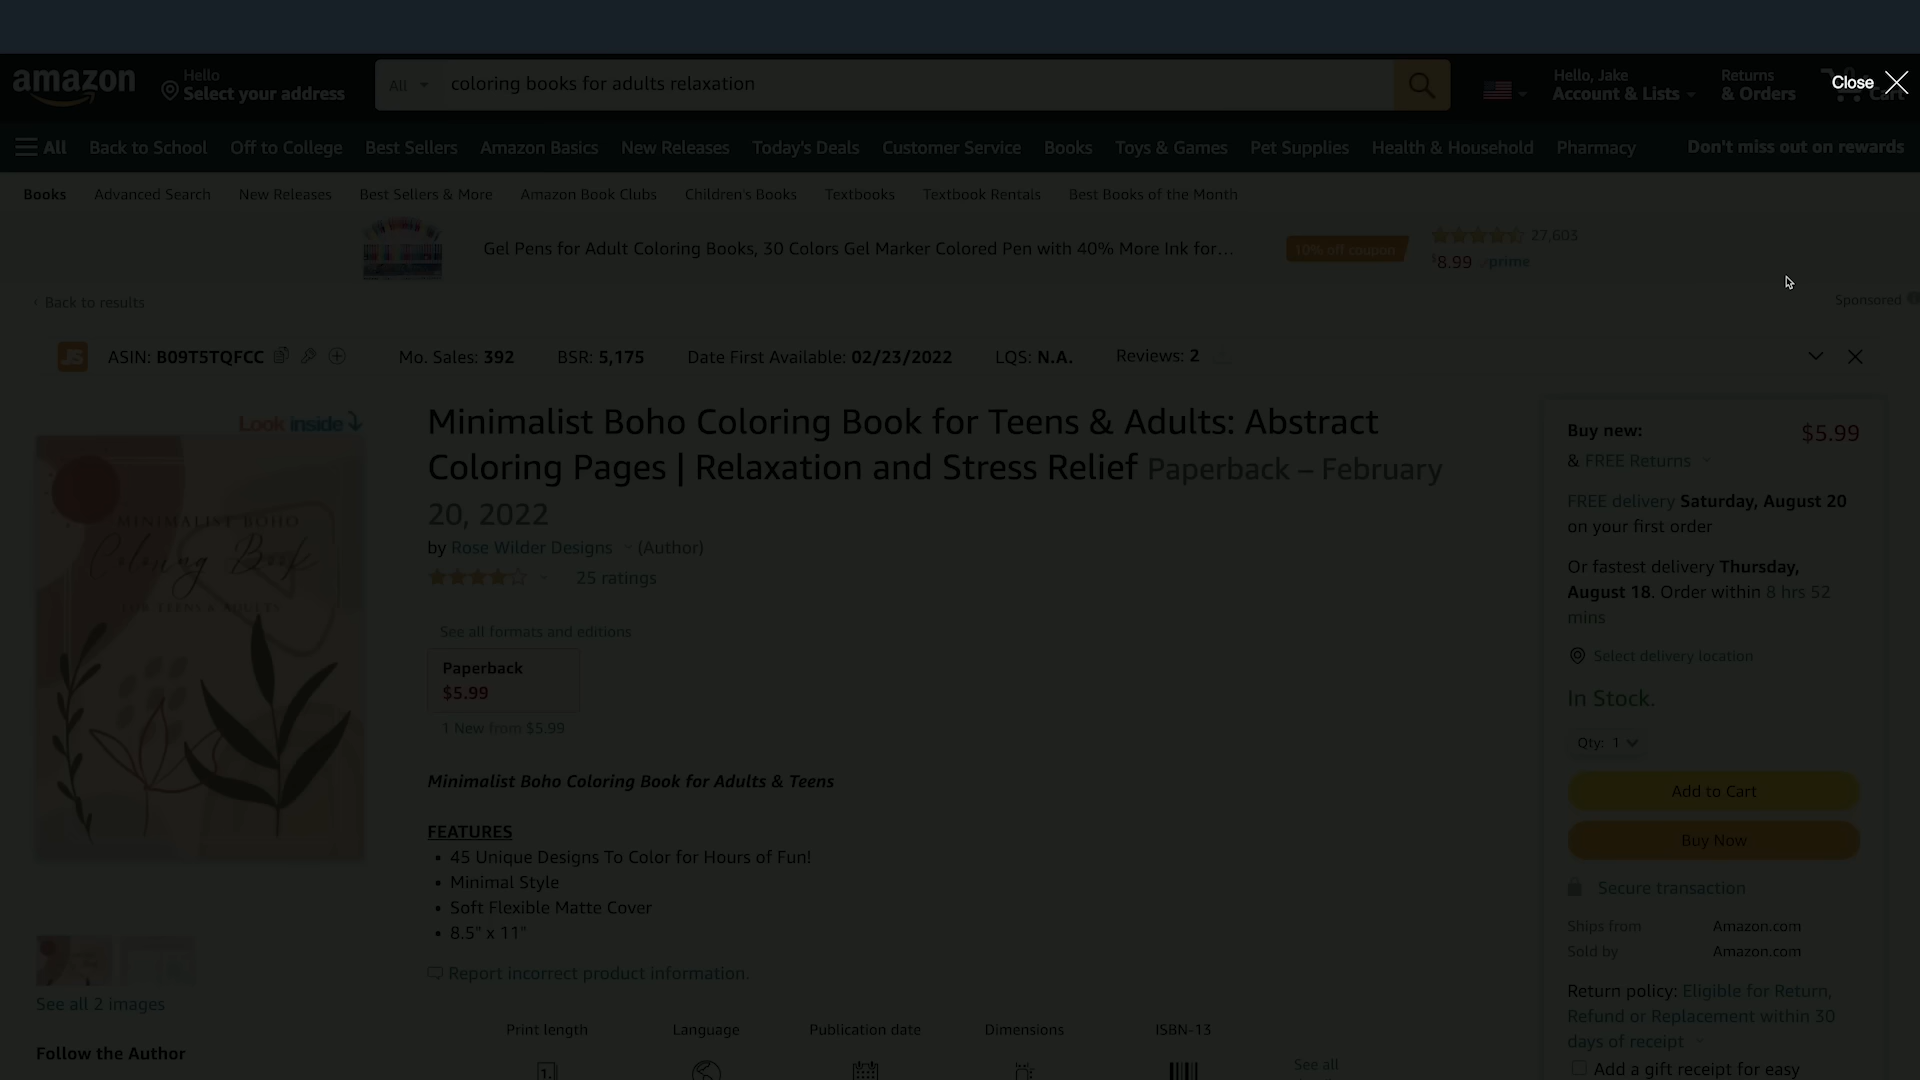 amazon
Hello
Select your address
All
coloring books for adults relaxation
Hello, Jake
Account & Lists
Returns
& Orders
Close
Cart
All
Back to School
Off to College
Best Sellers
Amazon Basics
New Releases
Today's Deals
Customer Service
Books
Toys & Games
Pet Supplies
Health & Household
Pharmacy
Don't miss out on rewards
Books
Advanced Search
New Releases
Best Sellers & More
Amazon Book Clubs
Children's Books
Textbooks
Textbook Rentals
Best Books of the Month
Gel Pens for Adult Coloring Books, 30 Colors Gel Marker Colored Pen with 40% More Ink for...
10% off coupon
27,603
$8.99 prime
‹ Back to results
Sponsored
JS
ASIN: B09T5TQFCC
Mo. Sales: 392
BSR: 5,175
Date First Available: 02/23/2022
LQS: N.A.
Reviews: 2
Look inside
MINIMALIST BOHO
Coloring Book
FOR TEENS & ADULTS
See all 2 images
Follow the Author
Minimalist Boho Coloring Book for Teens & Adults: Abstract
Coloring Pages | Relaxation and Stress Relief Paperback – February
20, 2022
by Rose Wilder Designs (Author)
25 ratings
See all formats and editions
Paperback
$5.99
1 New from $5.99
Minimalist Boho Coloring Book for Adults & Teens
FEATURES
▪ 45 Unique Designs To Color for Hours of Fun!
▪ Minimal Style
▪ Soft Flexible Matte Cover
▪ 8.5" x 11"
Report incorrect product information.
Print length
Language
Publication date
Dimensions
ISBN-13
See all
Buy new:
$5.99
& FREE Returns
FREE delivery Saturday, August 20
on your first order
Or fastest delivery Thursday,
August 18. Order within 8 hrs 52
mins
Select delivery location
In Stock.
Qty: 1
Add to Cart
Buy Now
Secure transaction
Ships from Amazon.com
Sold by Amazon.com
Return policy: Eligible for Return,
Refund or Replacement within 30
days of receipt
Add a gift receipt for easy